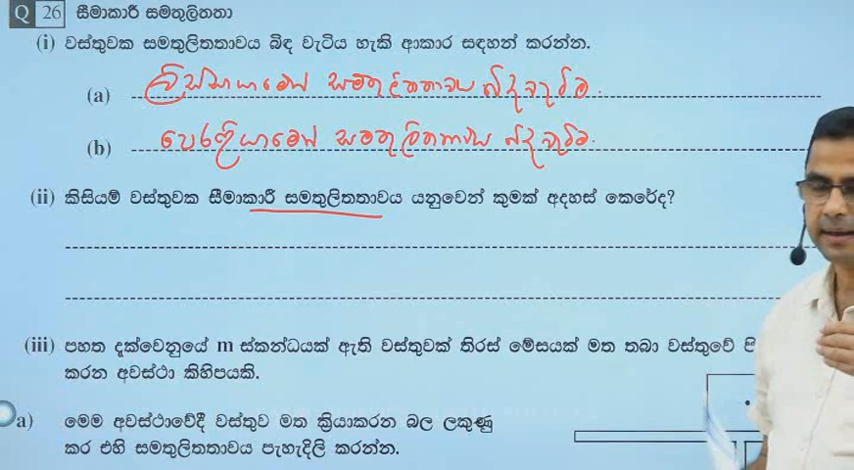 Q 26 සීමාකාරී සමතුලිතතා
(i) වස්තුවක සමතුලිතතාවය බිඳ වැටිය හැකි ආකාර සඳහන් කරන්න.
(a) විස්ථාපයෙන් සමතුලිතතාවය බිඳ වැටීම.
(b) පෙරළීයාමෙන් සමතුලිතතාවය බිඳ වැටීම.
(ii) කිසියම් වස්තුවක සීමාකාරී සමතුලිතතාවය යනුවෙන් කුමක් අදහස් කෙරේද?
(iii) පහත දැක්වෙනුයේ m ස්කන්ධයක් ඇති වස්තුවක් තිරස් මේසයක් මත තබා වස්තුවේ
කරන අවස්ථා කිහිපයකි.
a) මෙම අවස්ථාවේදී වස්තුව මත ක්‍රියාකරන බල ලකුණු
කර එහි සමතුලිතතාවය පැහැදිලි කරන්න.